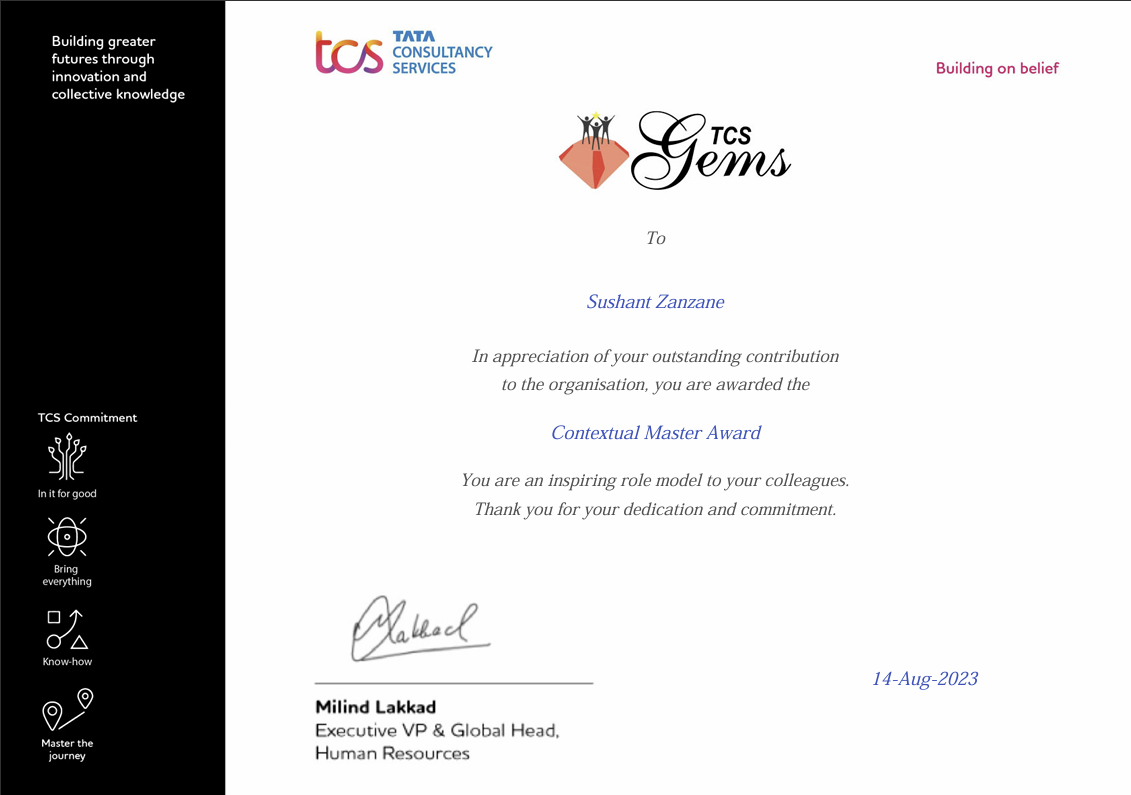 Building greater
futures through
innovation and
collective knowledge
TCS Commitment
In it for good
Bring
everything
Know-how
Master the
journey
tcs TATA
CONSULTANCY
SERVICES
Building on belief
TCS
Gems
To
Sushant Zanzane
In appreciation of your outstanding contribution
to the organisation, you are awarded the
Contextual Master Award
You are an inspiring role model to your colleagues.
Thank you for your dedication and commitment.
Lakkad
14-Aug-2023
Milind Lakkad
Executive VP & Global Head,
Human Resources